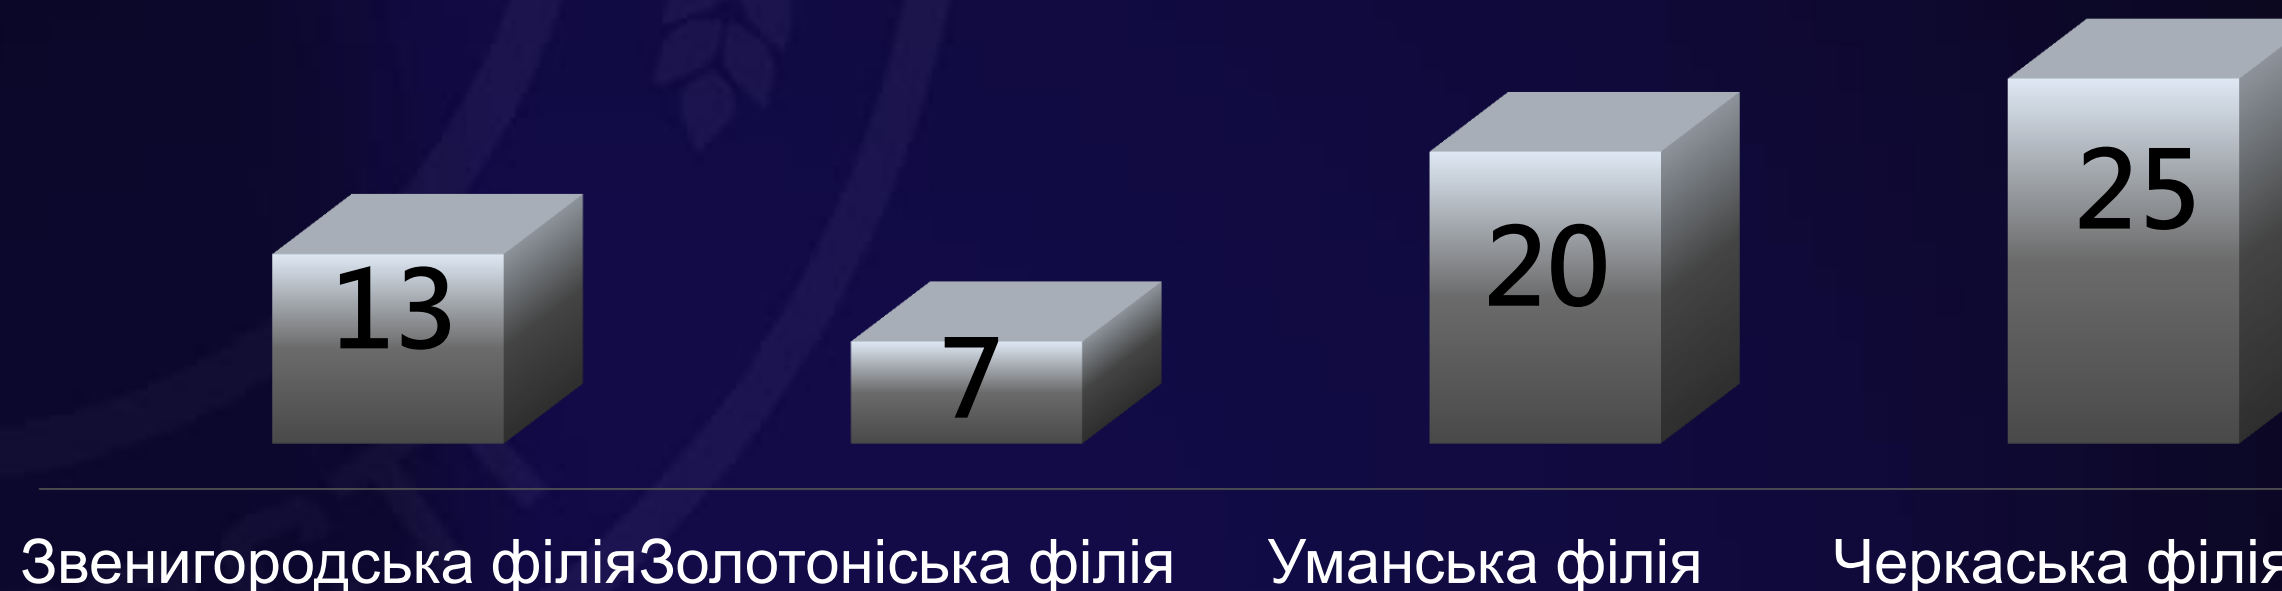 13
7
20
25
Звенигородська філія
Золотоніська філія
Уманська філія
Черкаська філія